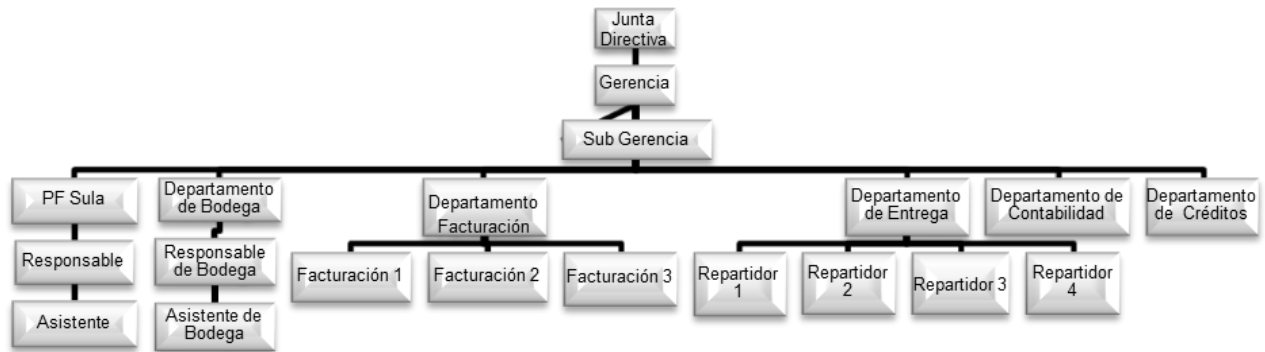 Junta
Directiva
Gerencia
Sub Gerencia
PF Sula
Departamento
de Bodega
Departamento
Facturación
Departamento
de Entrega
Departamento de
Contabilidad
Departamento
de Créditos
Responsable
Responsable
de Bodega
Facturación 1
Facturación 2
Facturación 3
Repartidor
1
Repartidor
2
Repartidor 3
Repartidor
4
Asistente
Asistente de
Bodega